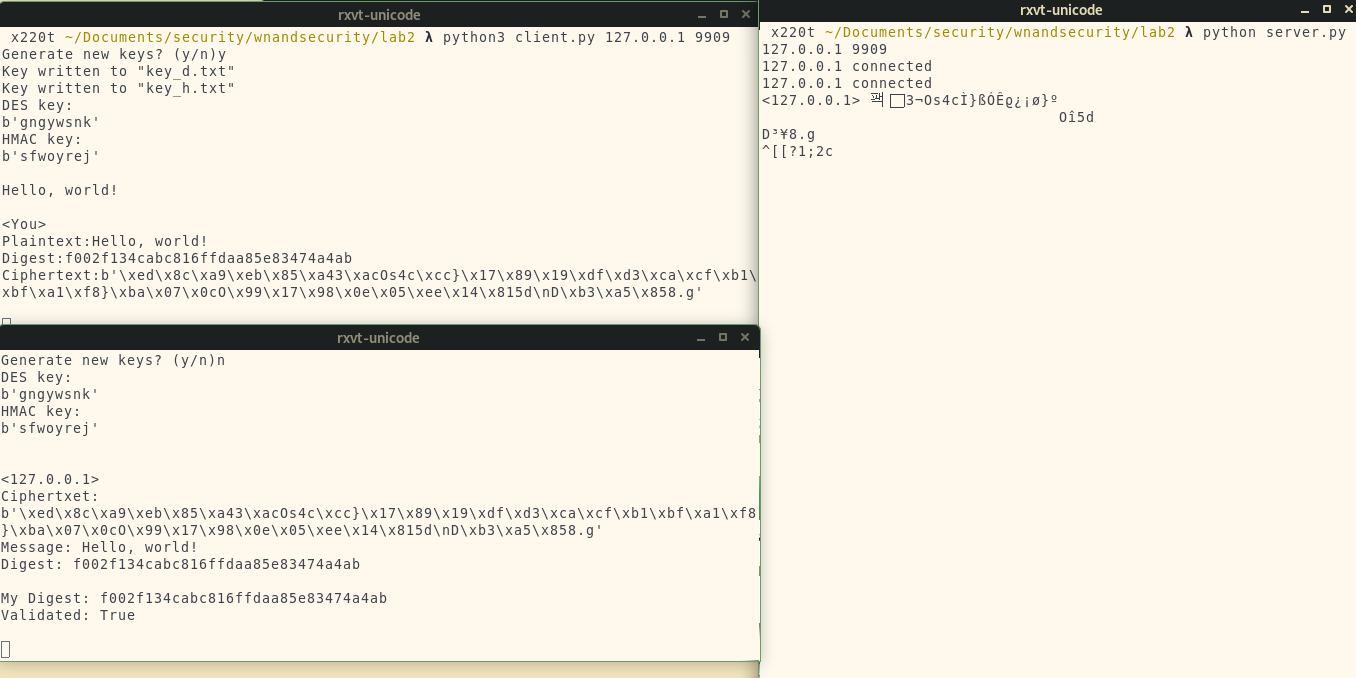 rxvt-unicode
x220t ~/Documents/security/wnandsecurity/lab2 λ python3 client.py 127.0.0.1 9909
Generate new keys? (y/n)y
Key written to "key_d.txt"
Key written to "key_h.txt"
DES key:
b'gngywsnk'
HMAC key:
b'sfwoyrej'
Hello, world!
<You>
Plaintext:Hello, world!
Digest:f002f134cabc816ffdaa85e83474a4ab
Ciphertext:b'\xed\x8c\xa9\xeb\x85\xa43\xacOs4c\xcc}\x17\x89\x19\xdf\xd3\xca\xcf\xb1\
xbf\xa1\xf8}\xba\x07\x0cO\x99\x17\x98\x0e\x05\xee\x14\x815d\nD\xb3\xa5\x858.g'
rxvt-unicode
Generate new keys? (y/n)n
DES key:
b'gngywsnk'
HMAC key:
b'sfwoyrej'
<127.0.0.1>
Ciphertxet:
b'\xed\x8c\xa9\xeb\x85\xa43\xacOs4c\xcc}\x17\x89\x19\xdf\xd3\xca\xcf\xb1\xbf\xa1\xf8
}\xba\x07\x0cO\x99\x17\x98\x0e\x05\xee\x14\x815d\nD\xb3\xa5\x858.g'
Message: Hello, world!
Digest: f002f134cabc816ffdaa85e83474a4ab
My Digest: f002f134cabc816ffdaa85e83474a4ab
Validated: True
rxvt-unicode
x220t ~/Documents/security/wnandsecurity/lab2 λ python server.py
127.0.0.1 9909
127.0.0.1 connected
127.0.0.1 connected
<127.0.0.1> 3¬Os4cÌ}ßÓÊϱ¿¡ø}º
Oî5d
D³¥8.g
^[[?1;2c